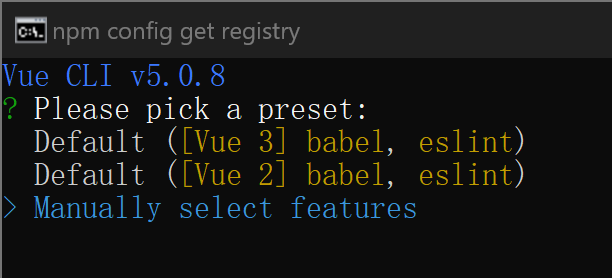 npm config get registry
Vue CLI v5.0.8
? Please pick a preset:
Default ([Vue 3] babel, eslint)
Default ([Vue 2] babel, eslint)
> Manually select features